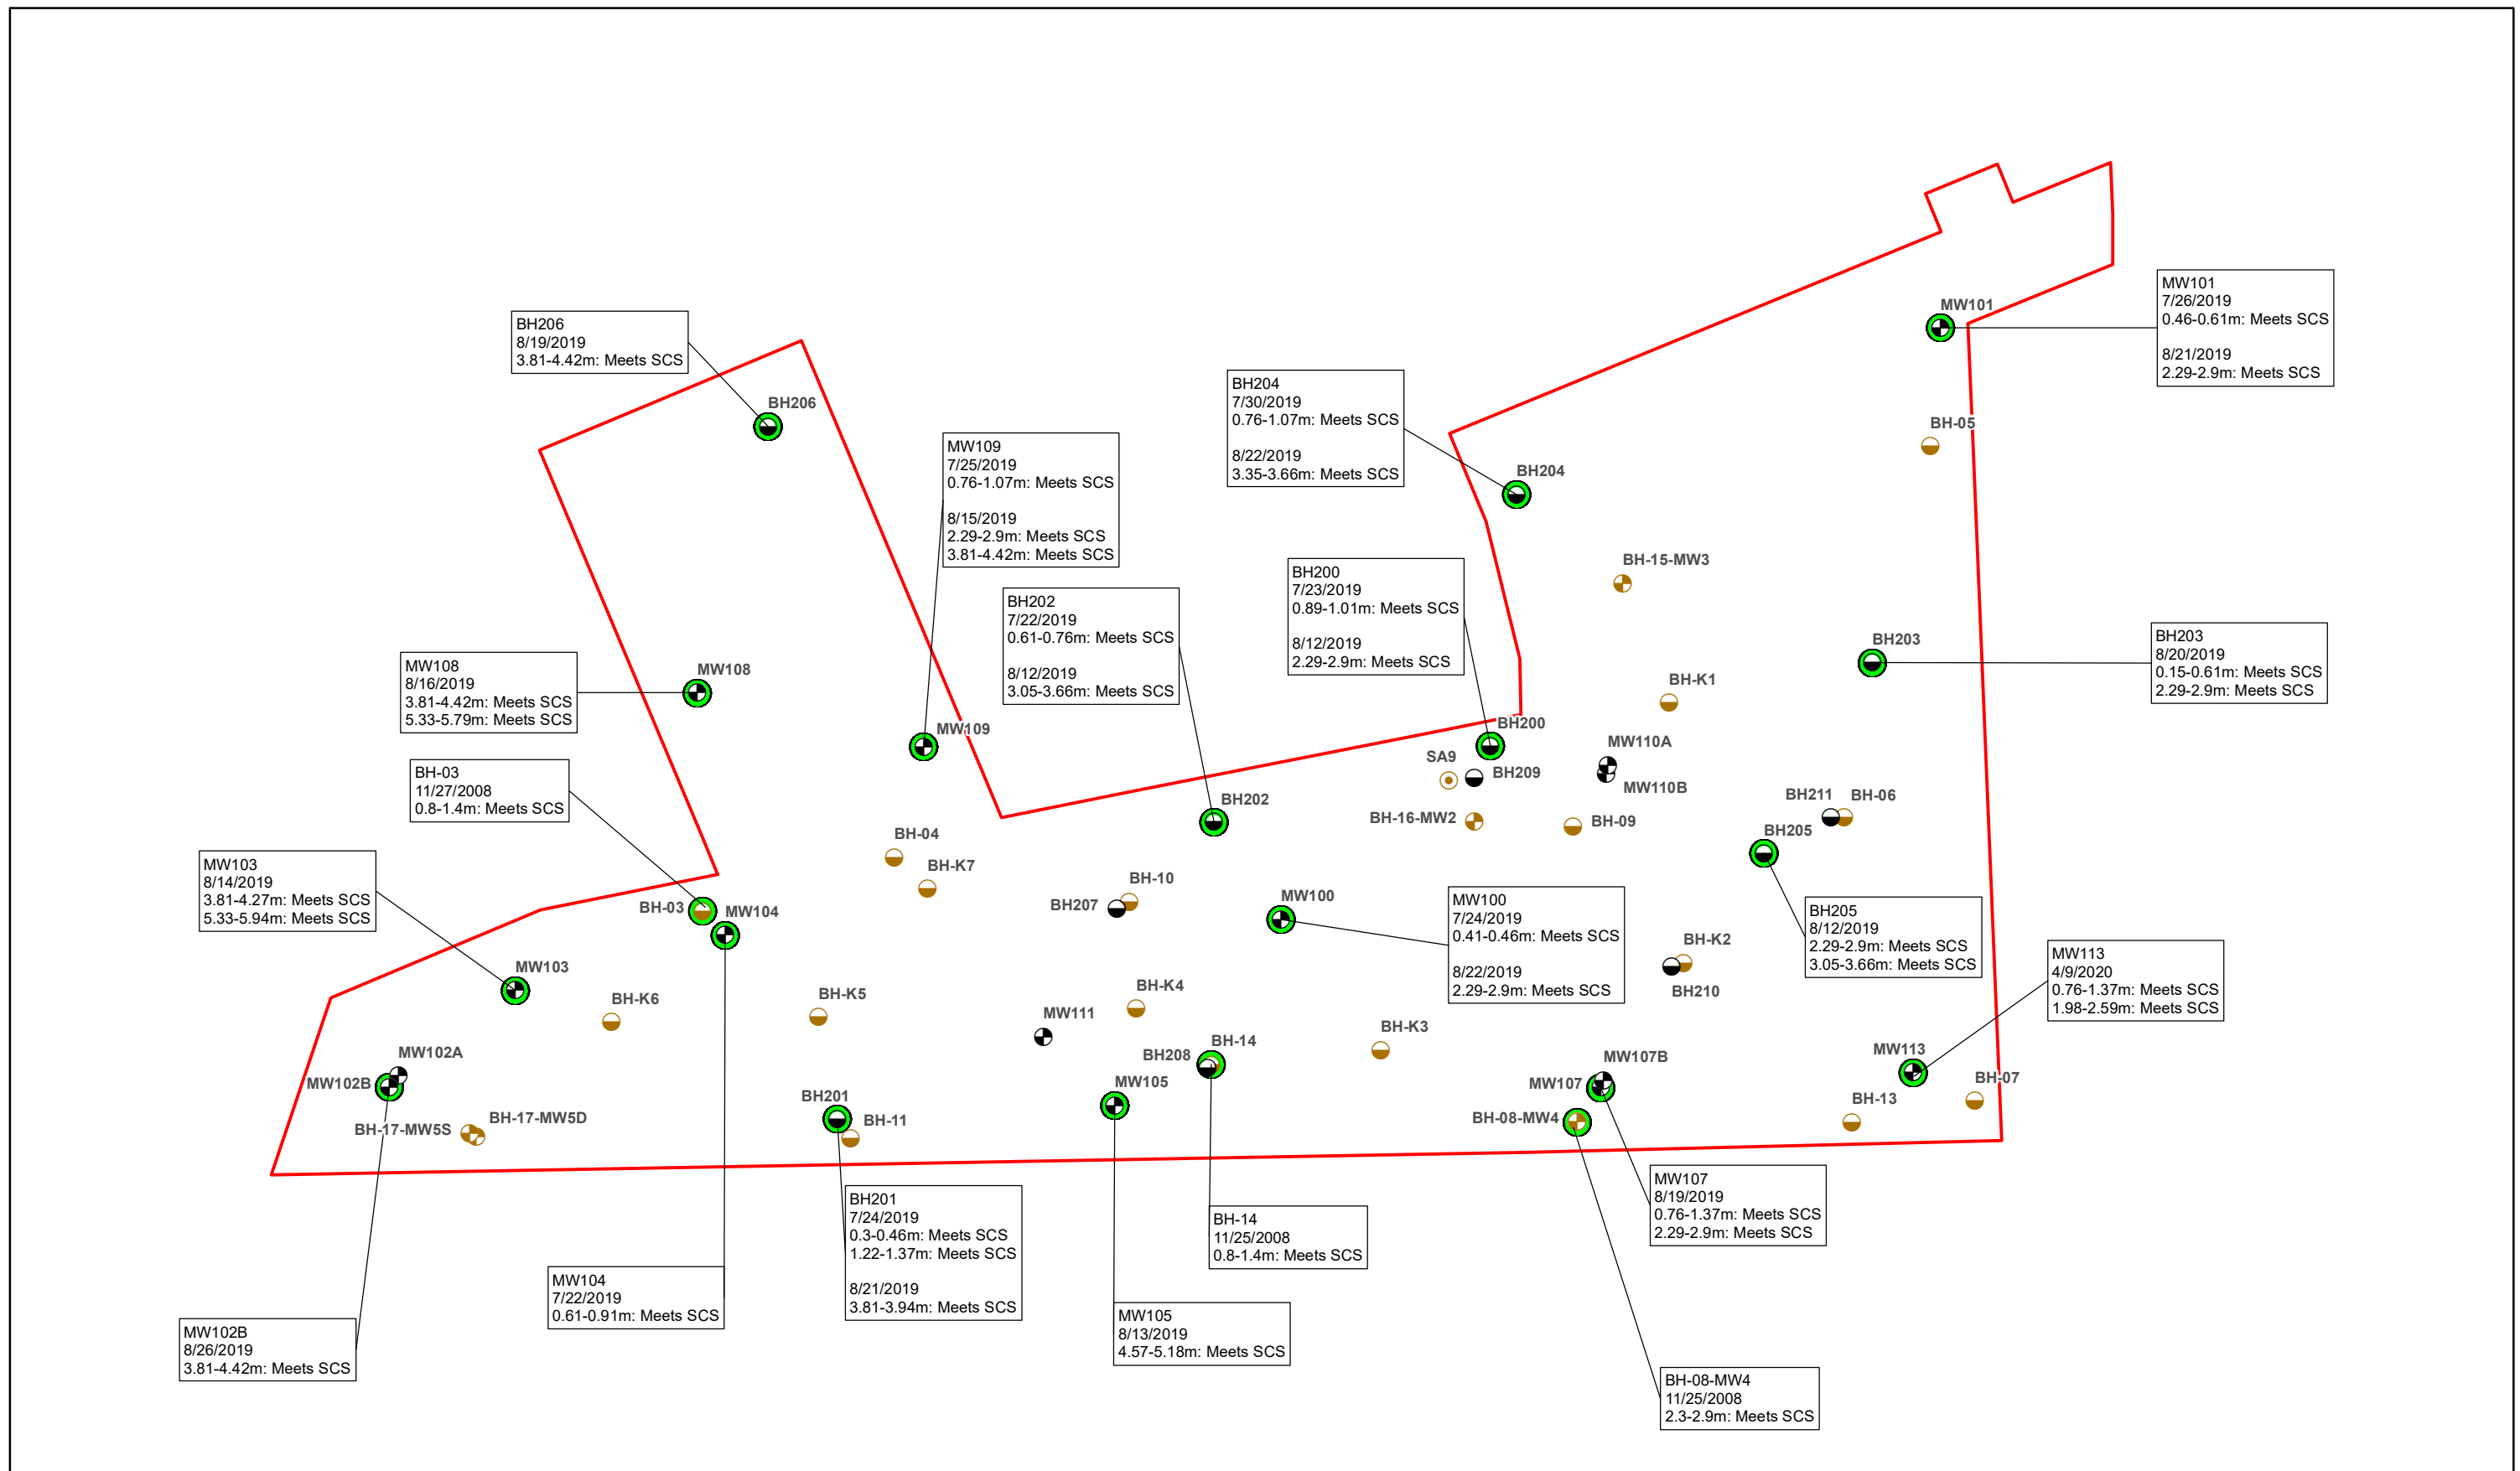 MW101
7/26/2019
0.46-0.61m: Meets SCS
8/21/2019
2.29-2.9m: Meets SCS
MW101
BH206
8/19/2019
3.81-4.42m: Meets SCS
BH206
BH204
7/30/2019
0.76-1.07m: Meets SCS
8/22/2019
3.35-3.66m: Meets SCS
BH204
BH-05
MW109
7/25/2019
0.76-1.07m: Meets SCS
8/15/2019
2.29-2.9m: Meets SCS
3.81-4.42m: Meets SCS
MW109
BH-15-MW3
BH200
7/23/2019
0.89-1.01m: Meets SCS
8/12/2019
2.29-2.9m: Meets SCS
BH200
BH202
7/22/2019
0.61-0.76m: Meets SCS
8/12/2019
3.05-3.66m: Meets SCS
BH202
BH203
BH203
8/20/2019
0.15-0.61m: Meets SCS
2.29-2.9m: Meets SCS
MW108
8/16/2019
3.81-4.42m: Meets SCS
5.33-5.79m: Meets SCS
MW108
BH-K1
MW110A
MW110B
SA9
BH209
BH-16-MW2
BH-09
BH211
BH-06
BH205
BH-03
11/27/2008
0.8-1.4m: Meets SCS
BH-04
BH-K7
BH-10
BH207
MW100
MW100
7/24/2019
0.41-0.46m: Meets SCS
8/22/2019
2.29-2.9m: Meets SCS
BH205
8/12/2019
2.29-2.9m: Meets SCS
3.05-3.66m: Meets SCS
MW103
8/14/2019
3.81-4.27m: Meets SCS
5.33-5.94m: Meets SCS
BH-03
MW104
MW103
BH-K6
BH-K5
BH-K4
MW111
BH-K2
BH210
MW113
4/9/2020
0.76-1.37m: Meets SCS
1.98-2.59m: Meets SCS
BH-K3
BH-14
BH208
MW105
MW102A
MW102B
BH-17-MW5S
BH-17-MW5D
BH201
BH-11
MW107B
MW107
BH-08-MW4
MW113
BH-07
BH-13
MW107
8/19/2019
0.76-1.37m: Meets SCS
2.29-2.9m: Meets SCS
BH201
7/24/2019
0.3-0.46m: Meets SCS
1.22-1.37m: Meets SCS
8/21/2019
3.81-3.94m: Meets SCS
BH-14
11/25/2008
0.8-1.4m: Meets SCS
MW104
7/22/2019
0.61-0.91m: Meets SCS
MW105
8/13/2019
4.57-5.18m: Meets SCS
MW102B
8/26/2019
3.81-4.42m: Meets SCS
BH-08-MW4
11/25/2008
2.3-2.9m: Meets SCS